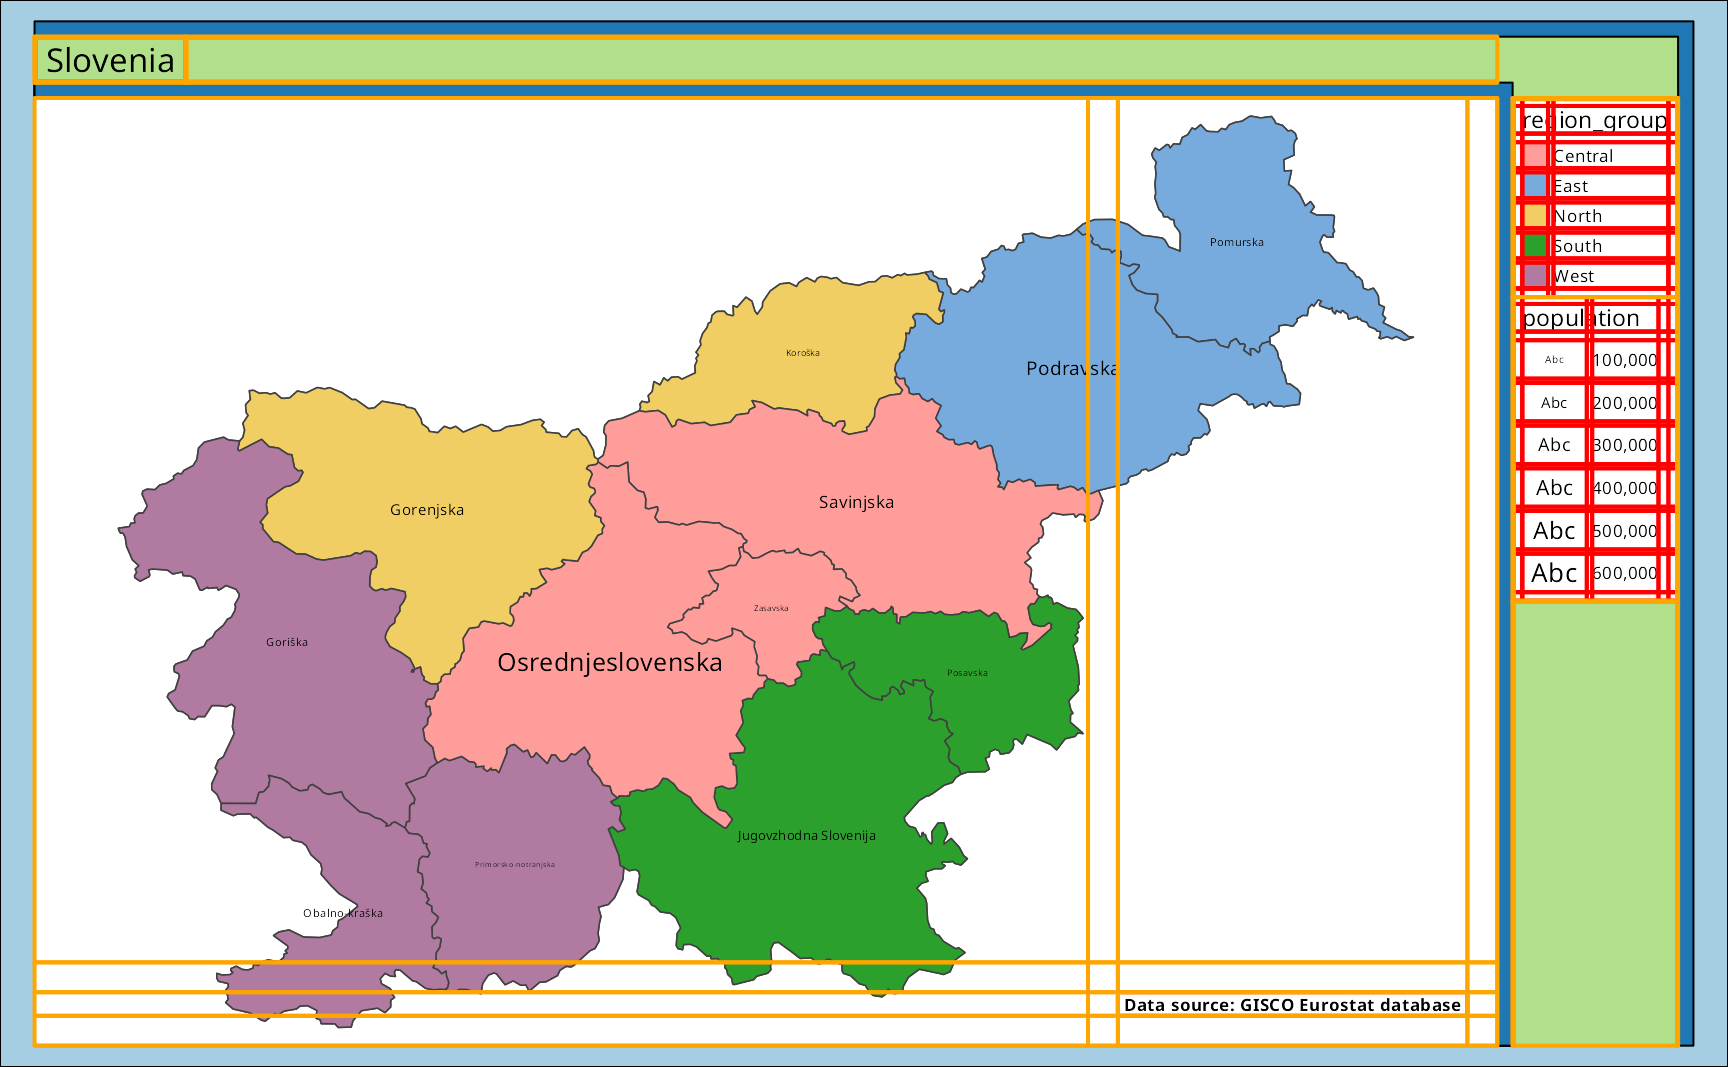 Slovenia
Pomurska
Koroška
Podravska
Gorenjska
Savinjska
Zasavska
Goriška
Osrednjeslovenska
Posavska
Jugovzhodna Slovenija
Primorsko-notranjska
Obalno-kraška
Data source: GISCO Eurostat database
region_group
Central
East
North
South
West
population
Abc 100,000
Abc 200,000
Abc 300,000
Abc 400,000
Abc 500,000
Abc 600,000